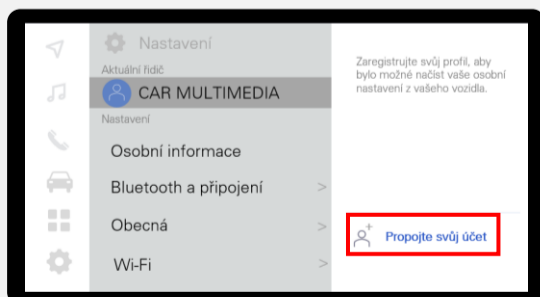 Nastavení
Aktuální řidič
CAR MULTIMEDIA
Nastavení
Osobní informace
Bluetooth a připojení >
Obecná >
Wi-Fi >
Zaregistrujte svůj profil, aby
bylo možné načíst vaše osobní
nastavení z vašeho vozidla.
Propojte svůj účet